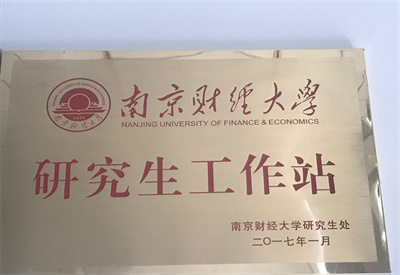 南京财经大学
NANJING UNIVERSITY OF FINANCE & ECONOMICS
研究生工作站
南京财经大学研究生处
二〇一七年一月